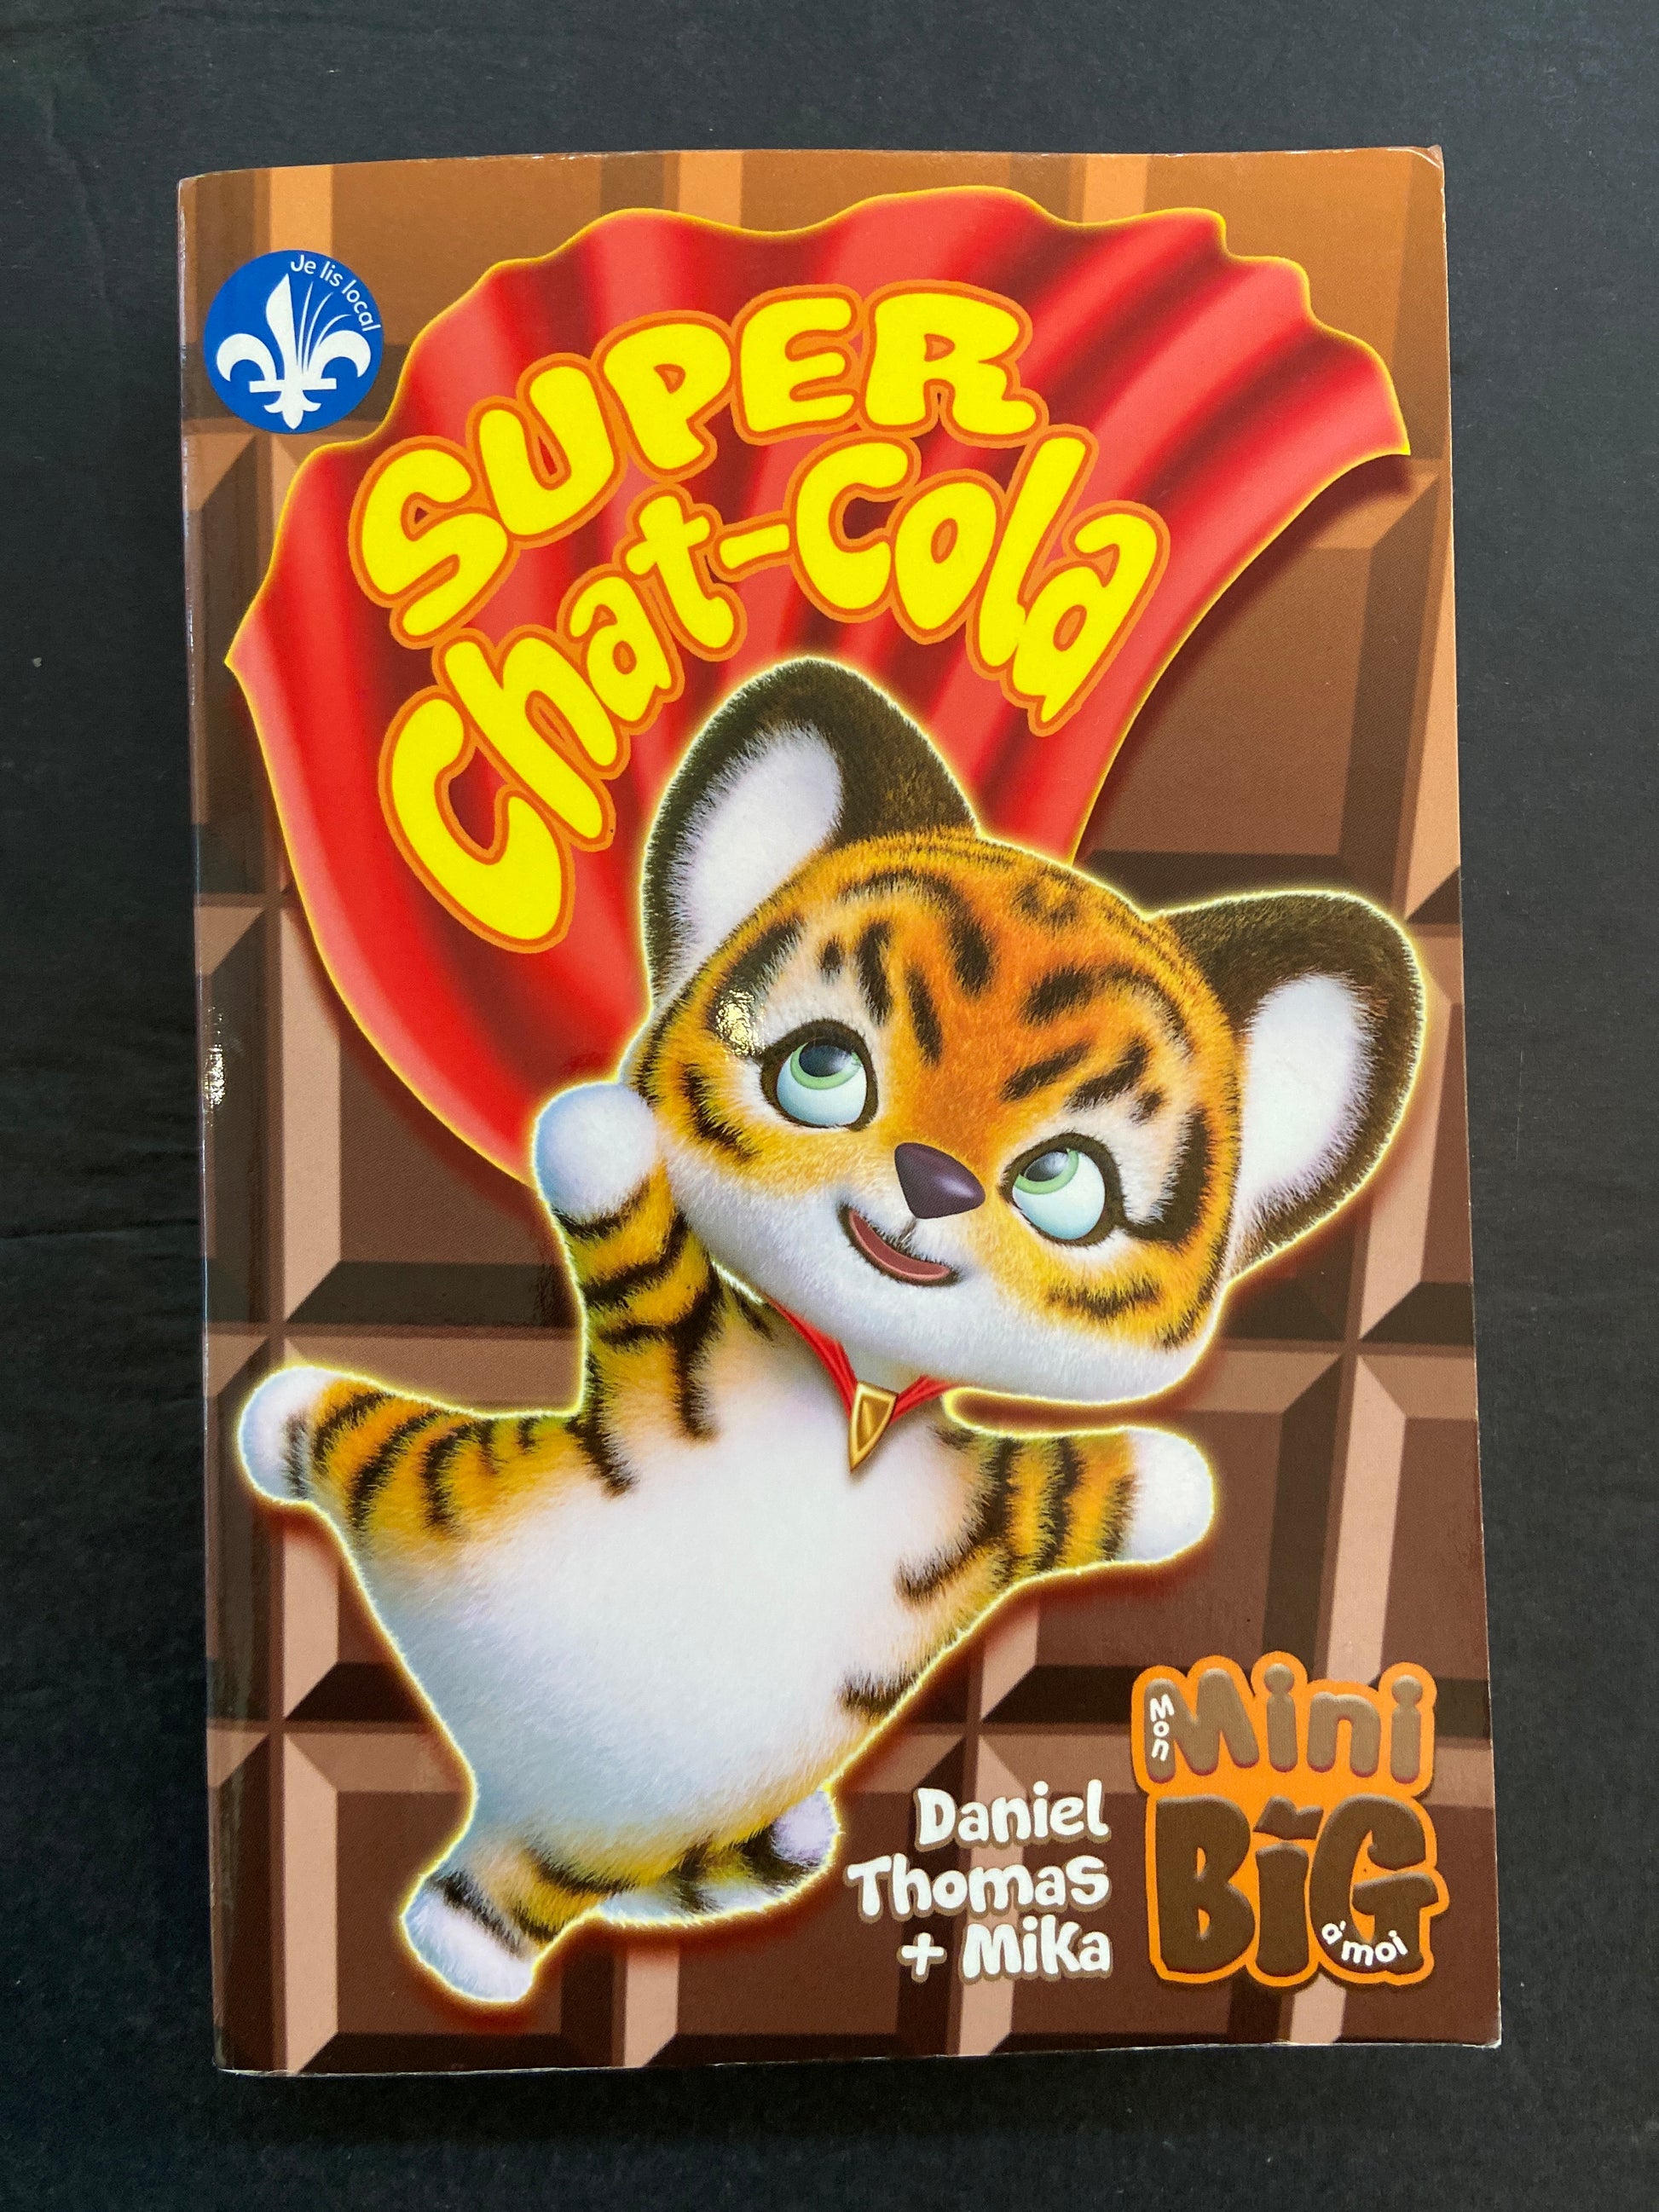 Je lis local
SUPER
Chat-Cola
Mon
Mini
BIG
à moi
Daniel
Thomas
+ Mika